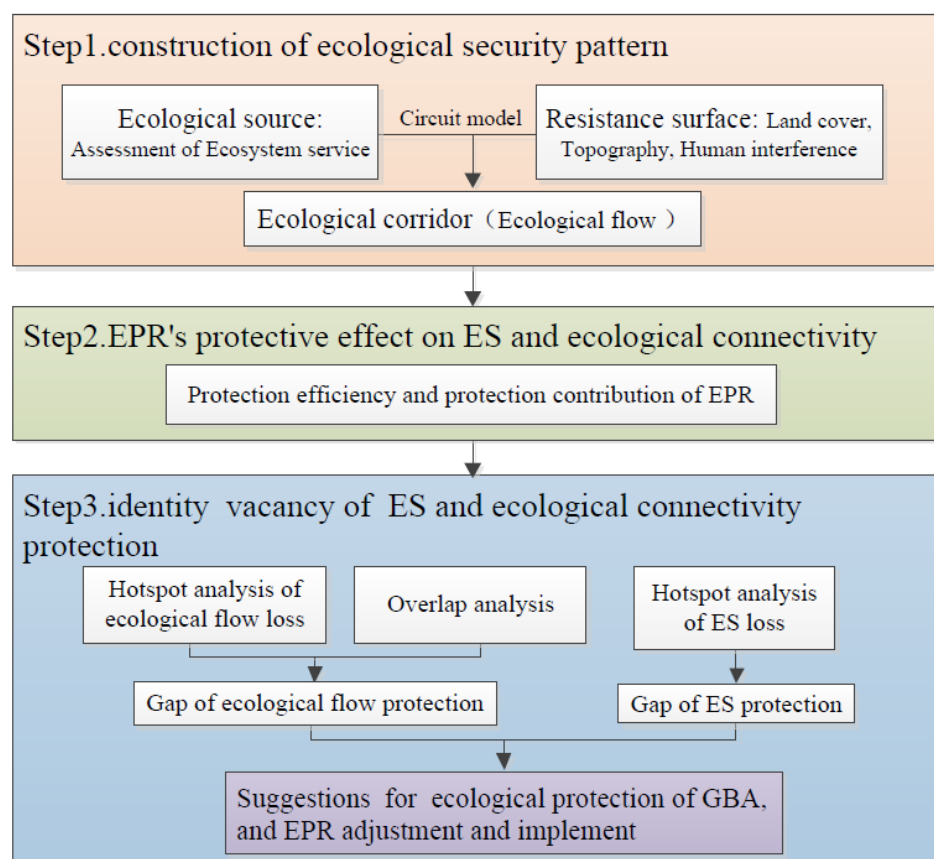 Step1.construction of ecological security pattern
Ecological source:
Assessment of Ecosystem service
Circuit model
Resistance surface: Land cover,
Topography, Human interference
Ecological corridor（Ecological flow ）
Step2.EPR's protective effect on ES and ecological connectivity
Protection efficiency and protection contribution of EPR
Step3.identity vacancy of ES and ecological connectivity
protection
Hotspot analysis of
ecological flow loss
Overlap analysis
Hotspot analysis
of ES loss
Gap of ecological flow protection
Gap of ES protection
Suggestions for ecological protection of GBA,
and EPR adjustment and implement